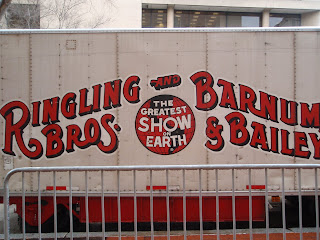 RINGLING BROS.
AND
BARNUM & BAILEY
THE
GREATEST
SHOW
ON
EARTH